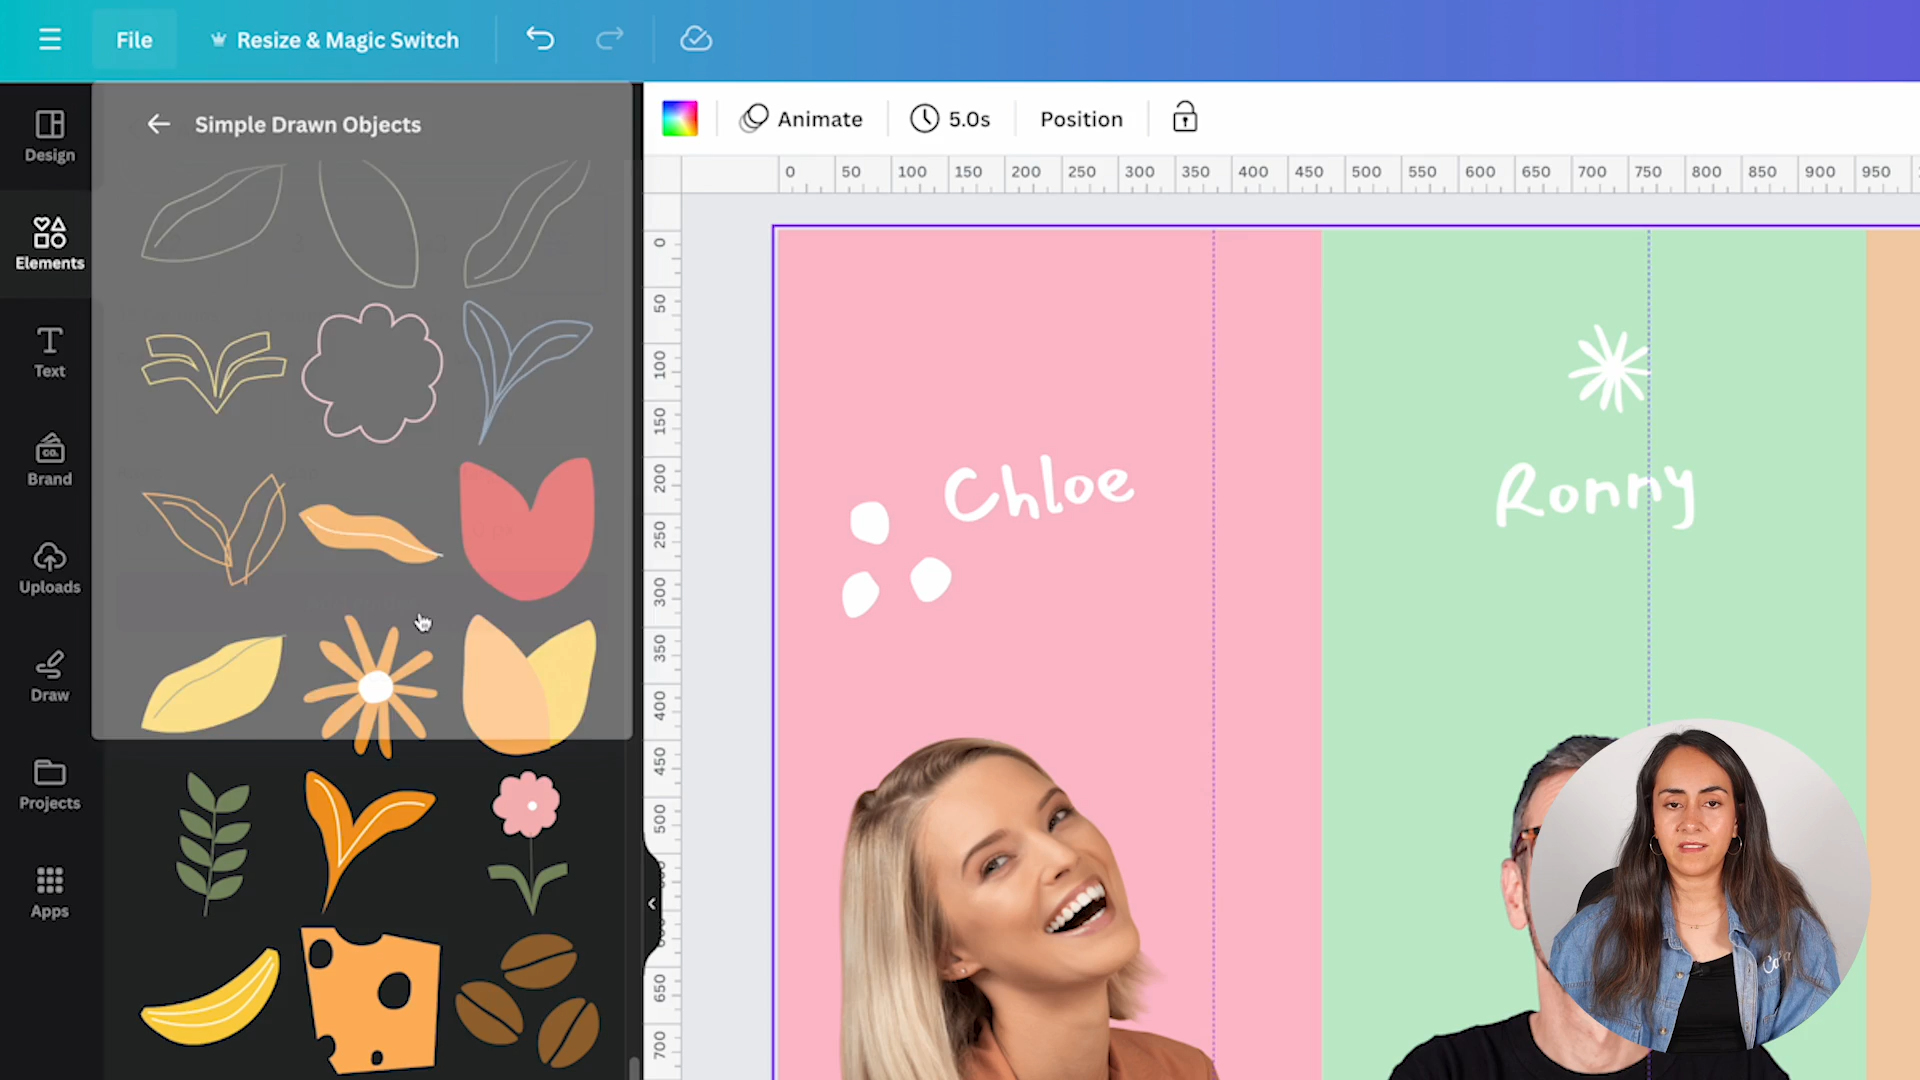 File
Resize & Magic Switch
Simple Drawn Objects
Animate
5.0s
Position
Design
Elements
Text
Brand
CO.
Uploads
Draw
Projects
Apps
0 50 100 150 200 250 300 350 400 450 500 550 600 650 700 750 800 850 900 950
0
50
100
150
200
250
300
350
400
450
500
650
700
Chloe
Ronny